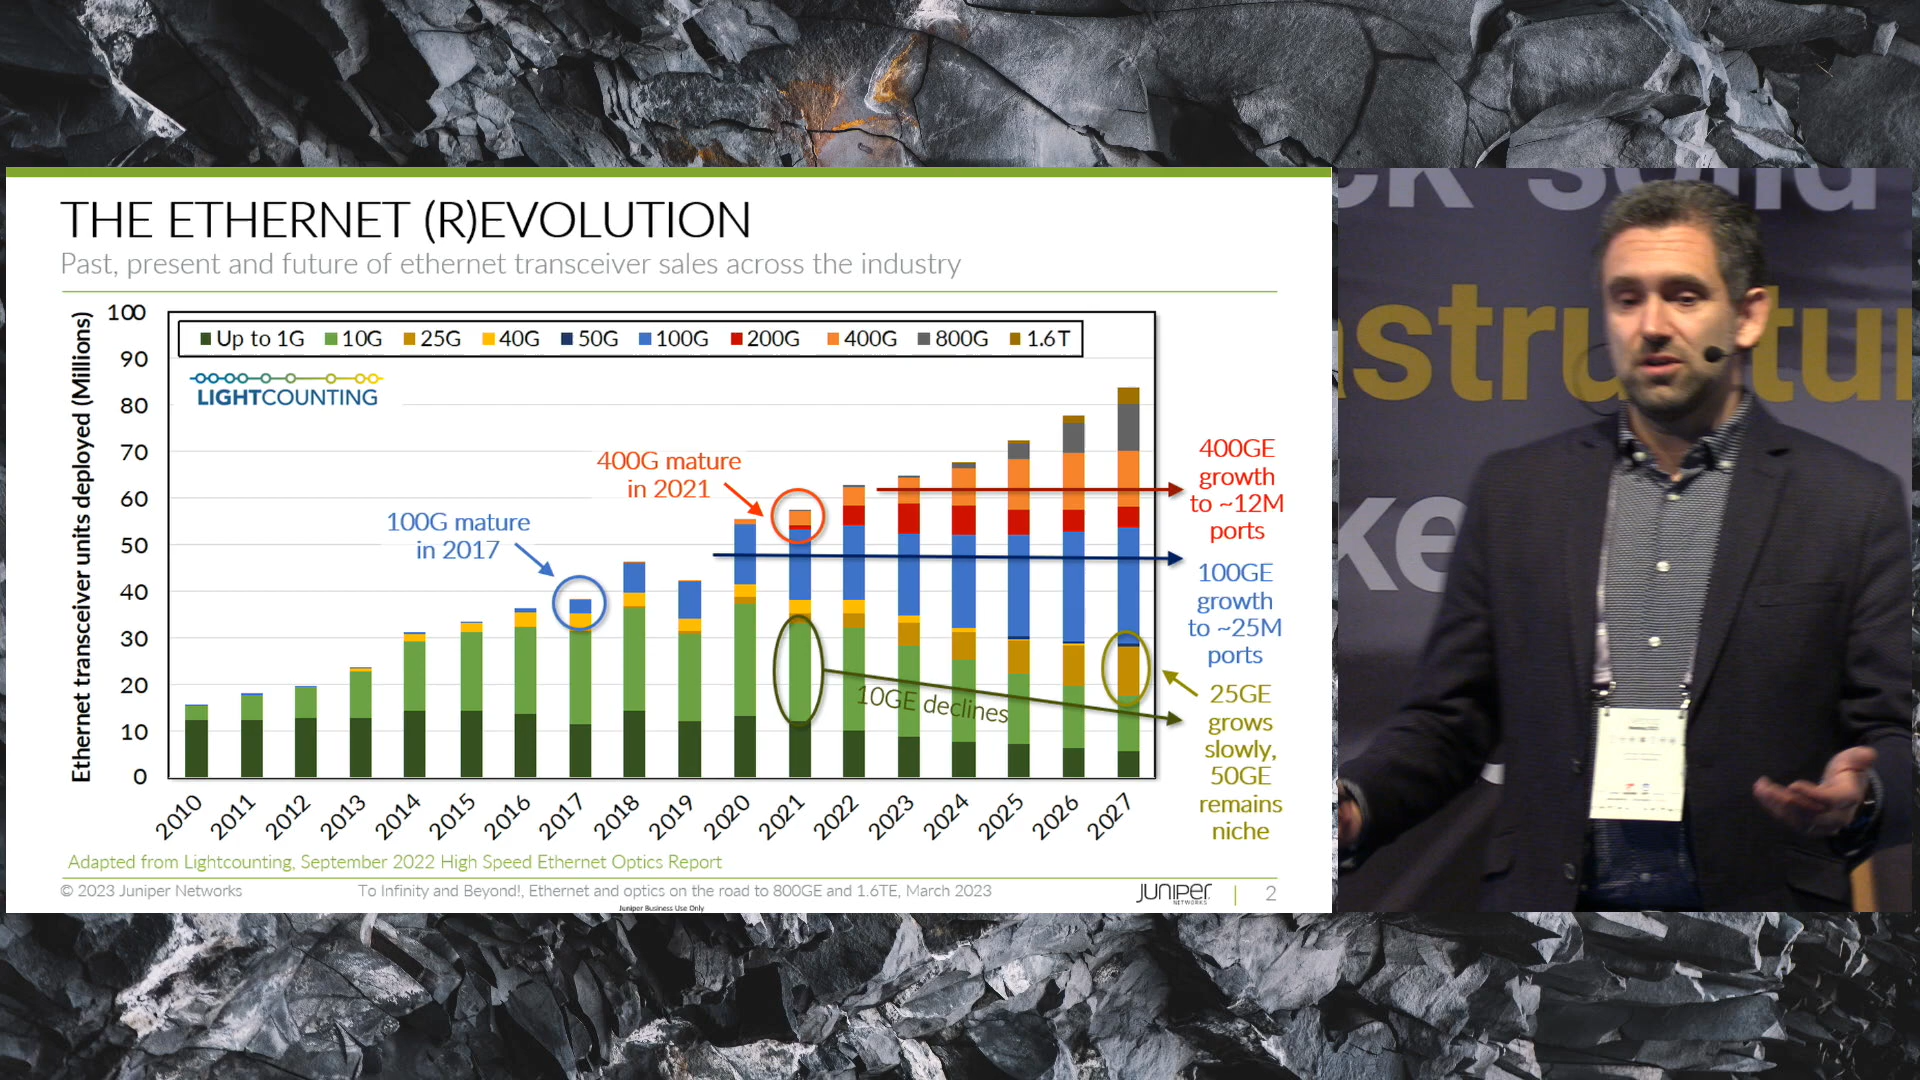 THE ETHERNET (R)EVOLUTION
Past, present and future of ethernet transceiver sales across the industry
Ethernet transceiver units deployed (Millions)
100
90
80
70
60
50
40
30
20
10
0
Up to 1G 10G 25G 40G 50G 100G 200G 400G 800G 1.6T
LIGHTCOUNTING
400G mature
in 2021
100G mature
in 2017
10GE declines
400GE
growth
to ~12M
ports
100GE
growth
to ~25M
ports
25GE
grows
slowly,
50GE
remains
niche
2010 2011 2012 2013 2014 2015 2016 2017 2018 2019 2020 2021 2022 2023 2024 2025 2026 2027
Adapted from Lightcounting, September 2022 High Speed Ethernet Optics Report
© 2023 Juniper Networks
To Infinity and Beyond!, Ethernet and optics on the road to 800GE and 1.6TE, March 2023
JUNIPER
NETWORKS
| 2
Juniper Business Use Only